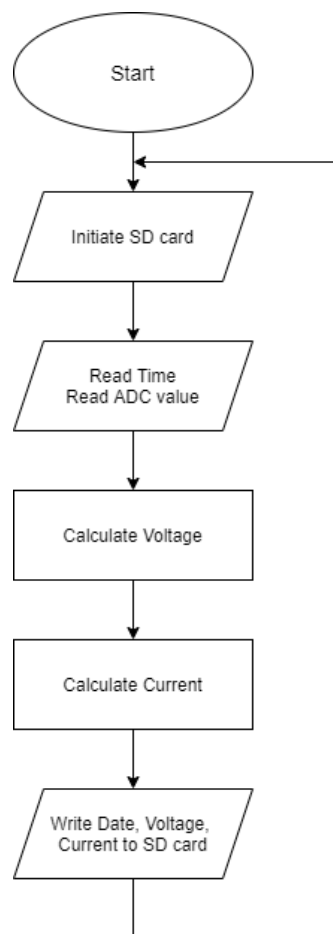 Start
Initiate SD card
Read Time
Read ADC value
Calculate Voltage
Calculate Current
Write Date, Voltage,
Current to SD card